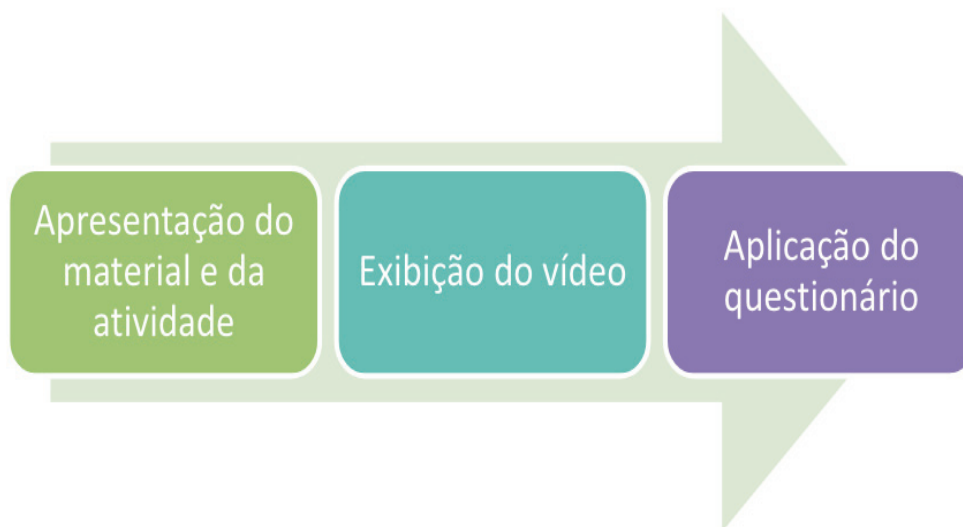 Apresentação do
material e da
atividade
Exibição do vídeo
Aplicação do
questionário